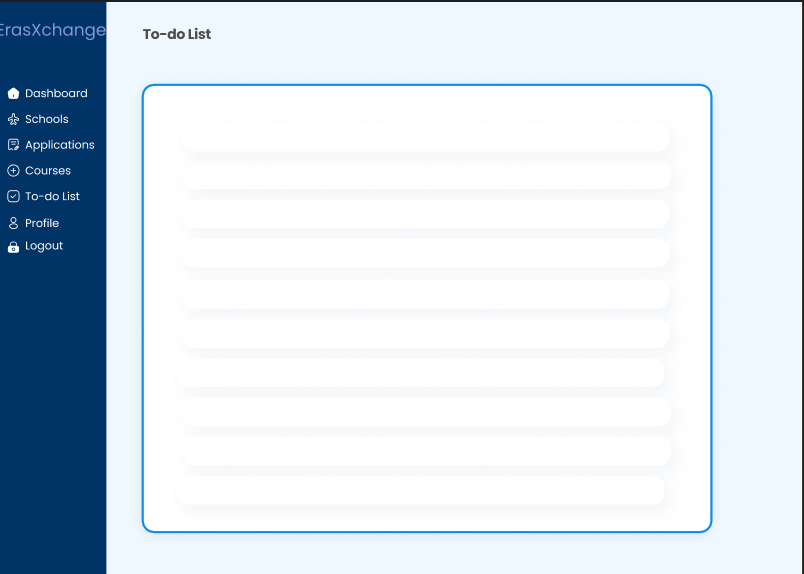 ErasXchange
To-do List
Dashboard
Schools
Applications
Courses
To-do List
Profile
Logout